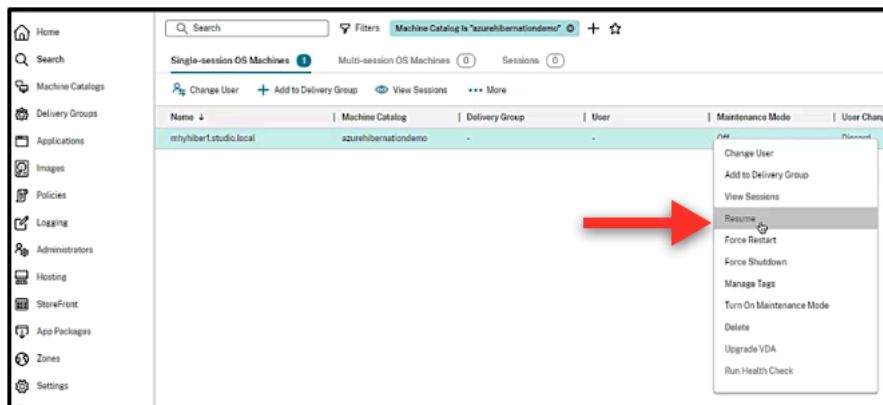 Home
Search
Machine Catalogs
Delivery Groups
Applications
Images
Policies
Logging
Administrators
Hosting
StoreFront
App Packages
Zones
Settings
Search Filters Machine Catalog Is "azurehibernationdemo"
Single-session OS Machines 1 Multi-session OS Machines 0 Sessions 0
Change User Add to Delivery Group View Sessions More
Name Machine Catalog Delivery Group User Maintenance Mode User Chang
azurehibernationdemo - - Off Discard
Change User
Add to Delivery Group
View Sessions
Resume
Force Restart
Force Shutdown
Manage Tags
Turn On Maintenance Mode
Delete
Upgrade VDA
Run Health Check